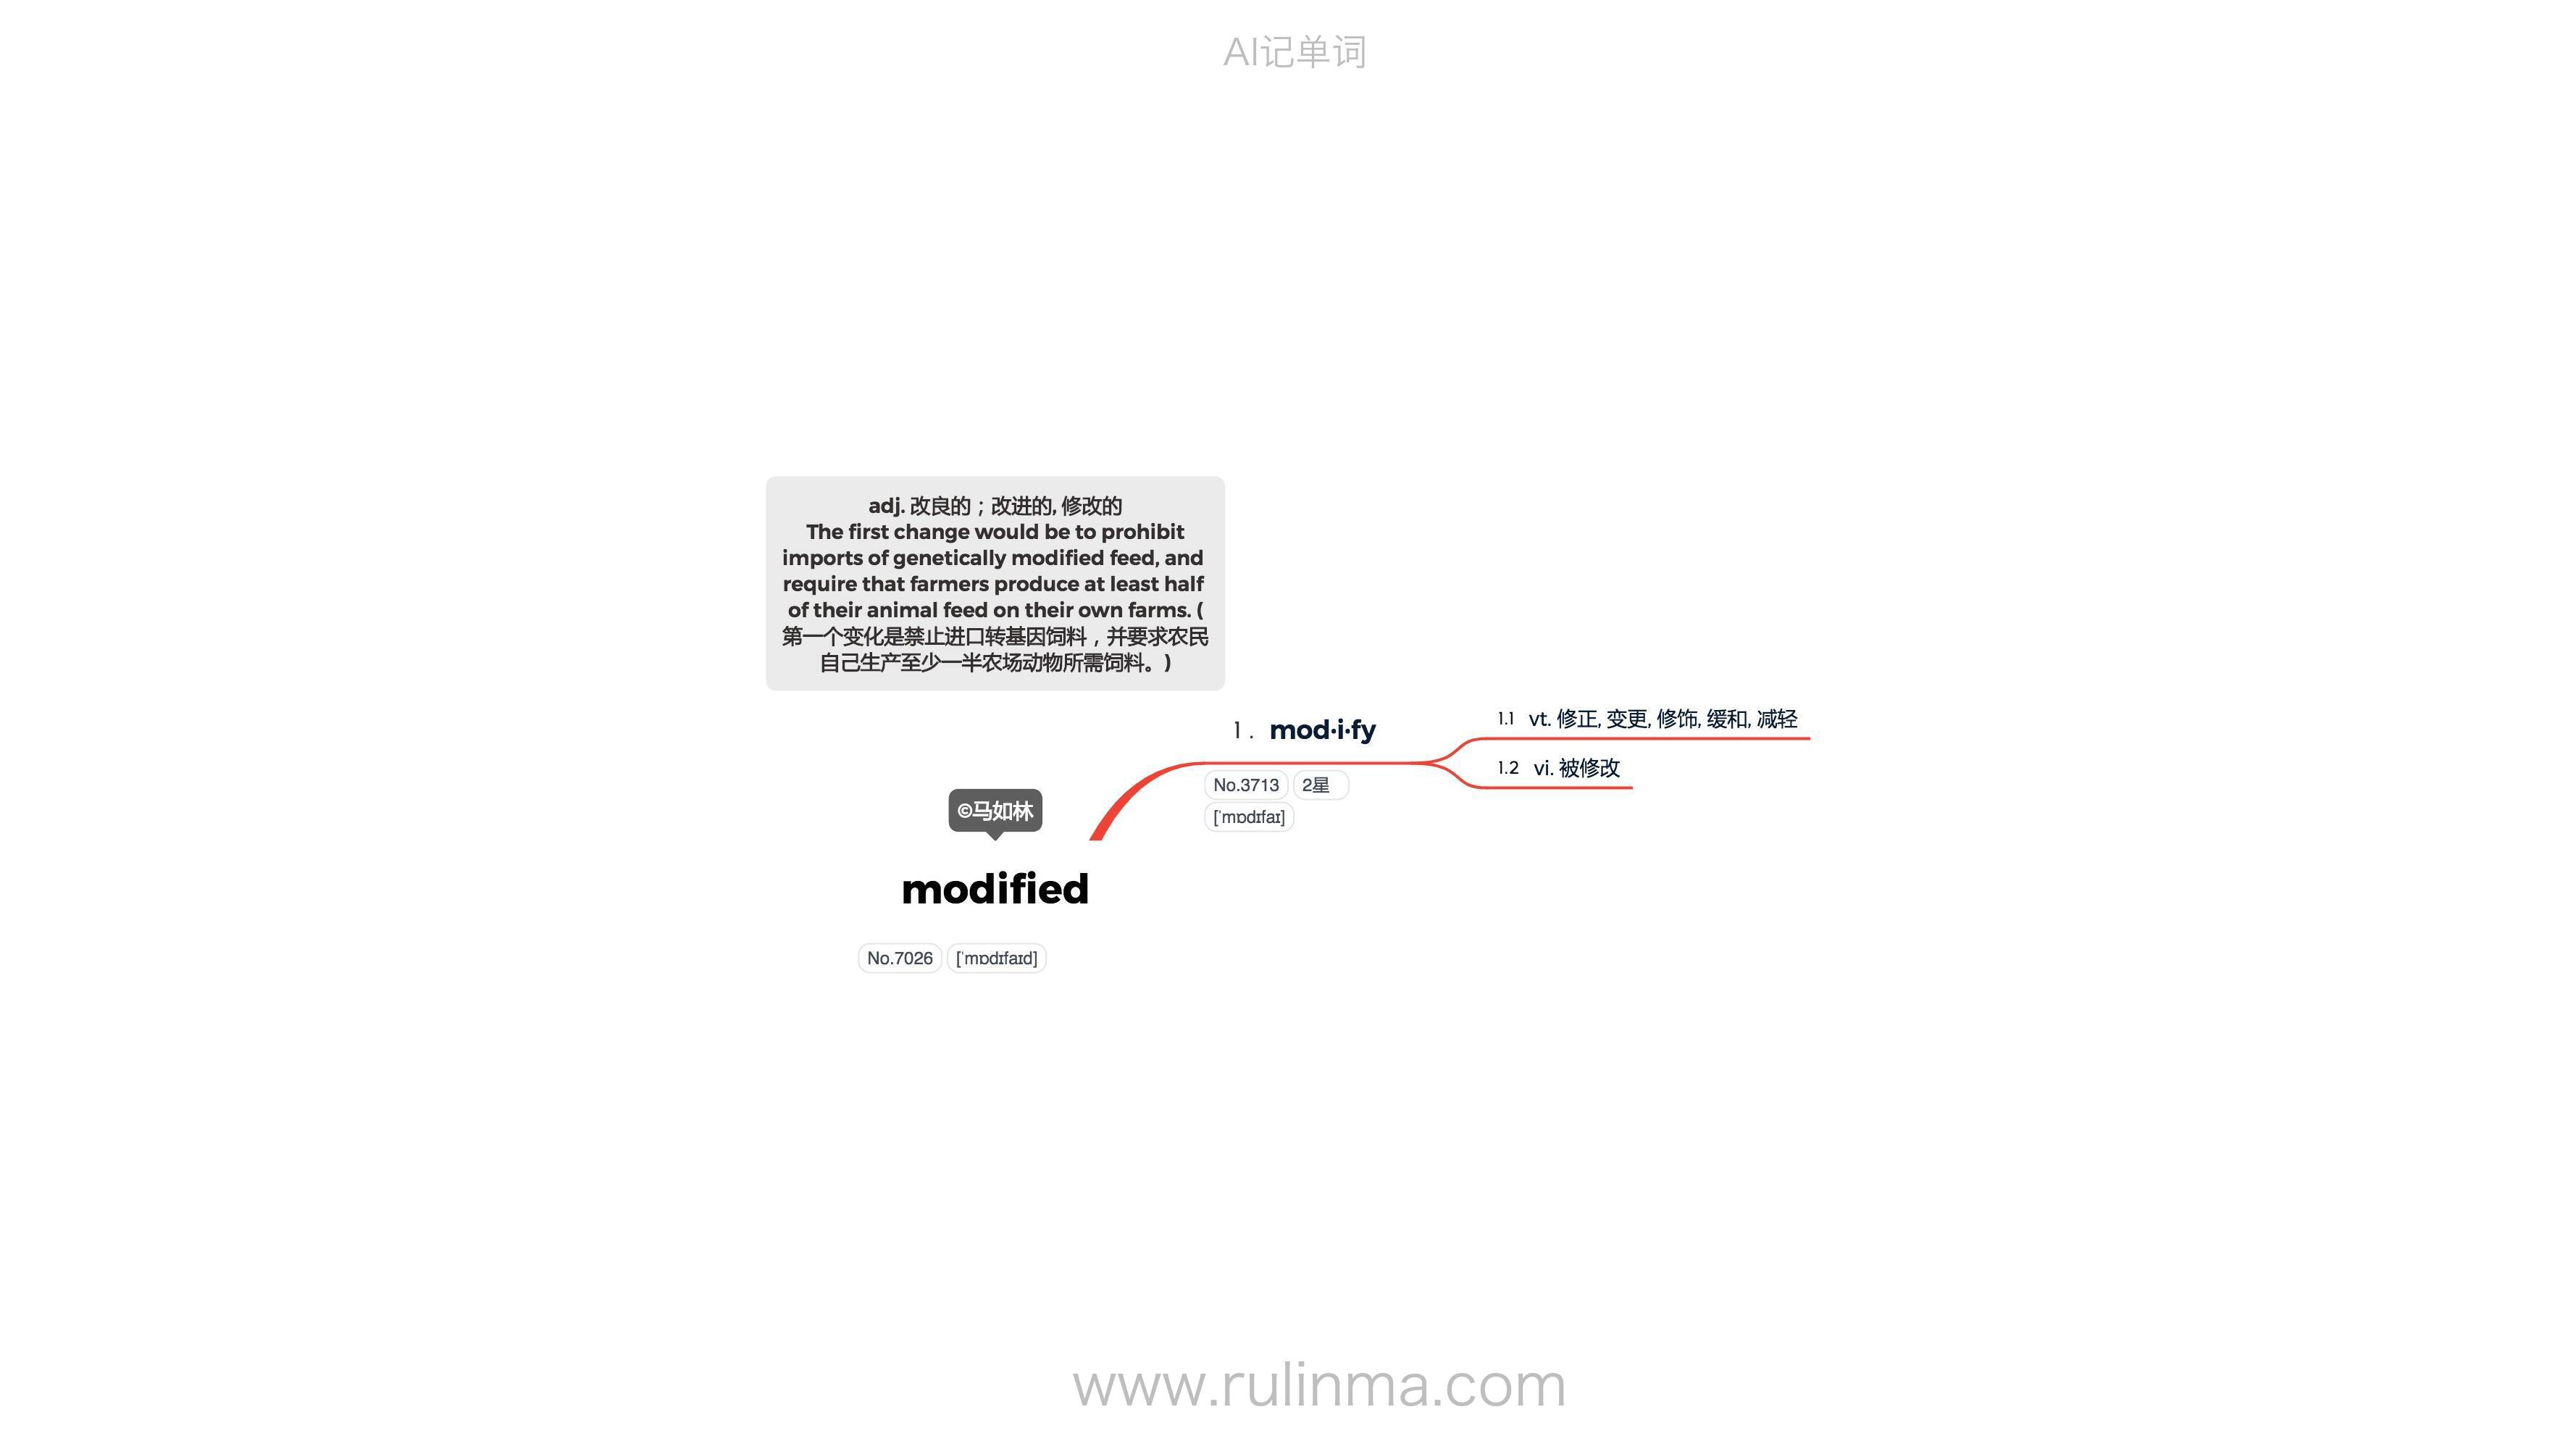 AI记单词
adj. 改良的；改进的, 修改的
The first change would be to prohibit
imports of genetically modified feed, and
require that farmers produce at least half
of their animal feed on their own farms. (
第一个变化是禁止进口转基因饲料，并要求农民
自己生产至少一半农场动物所需饲料。)
1. mod·i·fy
No.3713 2星
[ˈmɒdɪfaɪ]
1.1 vt. 修正, 变更, 修饰, 缓和, 减轻
1.2 vi. 被修改
©马如林
modified
No.7026 [ˈmɒdɪfaɪd]
www.rulinma.com